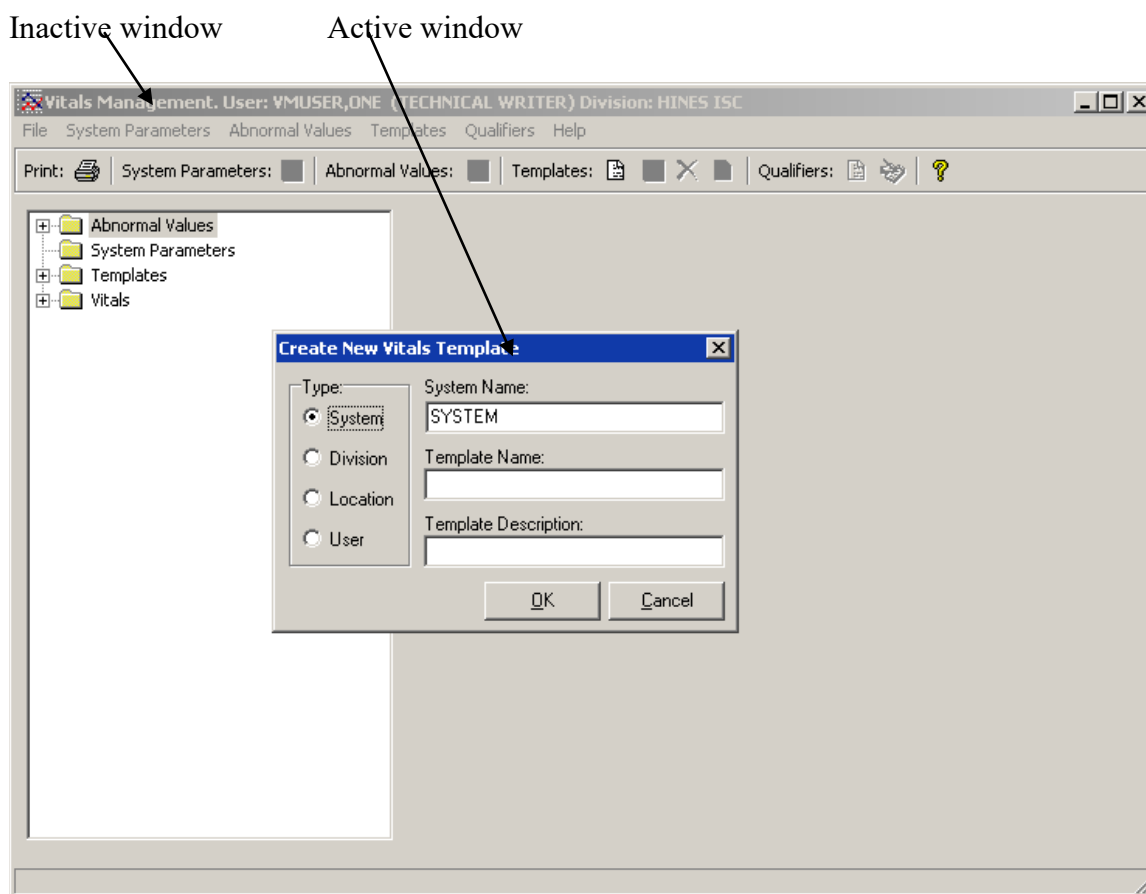 Inactive window Active window
Vitals Management. User: VMUSER,ONE (TECHNICAL WRITER) Division: HINES ISC
File System Parameters Abnormal Values Templates Qualifiers Help
Print: System Parameters: Abnormal Values: Templates: Qualifiers:
Abnormal Values
System Parameters
Templates
Vitals
Create New Vitals Template
Type:
System
Division
Location
User
System Name:
SYSTEM
Template Name:
Template Description:
OK Cancel